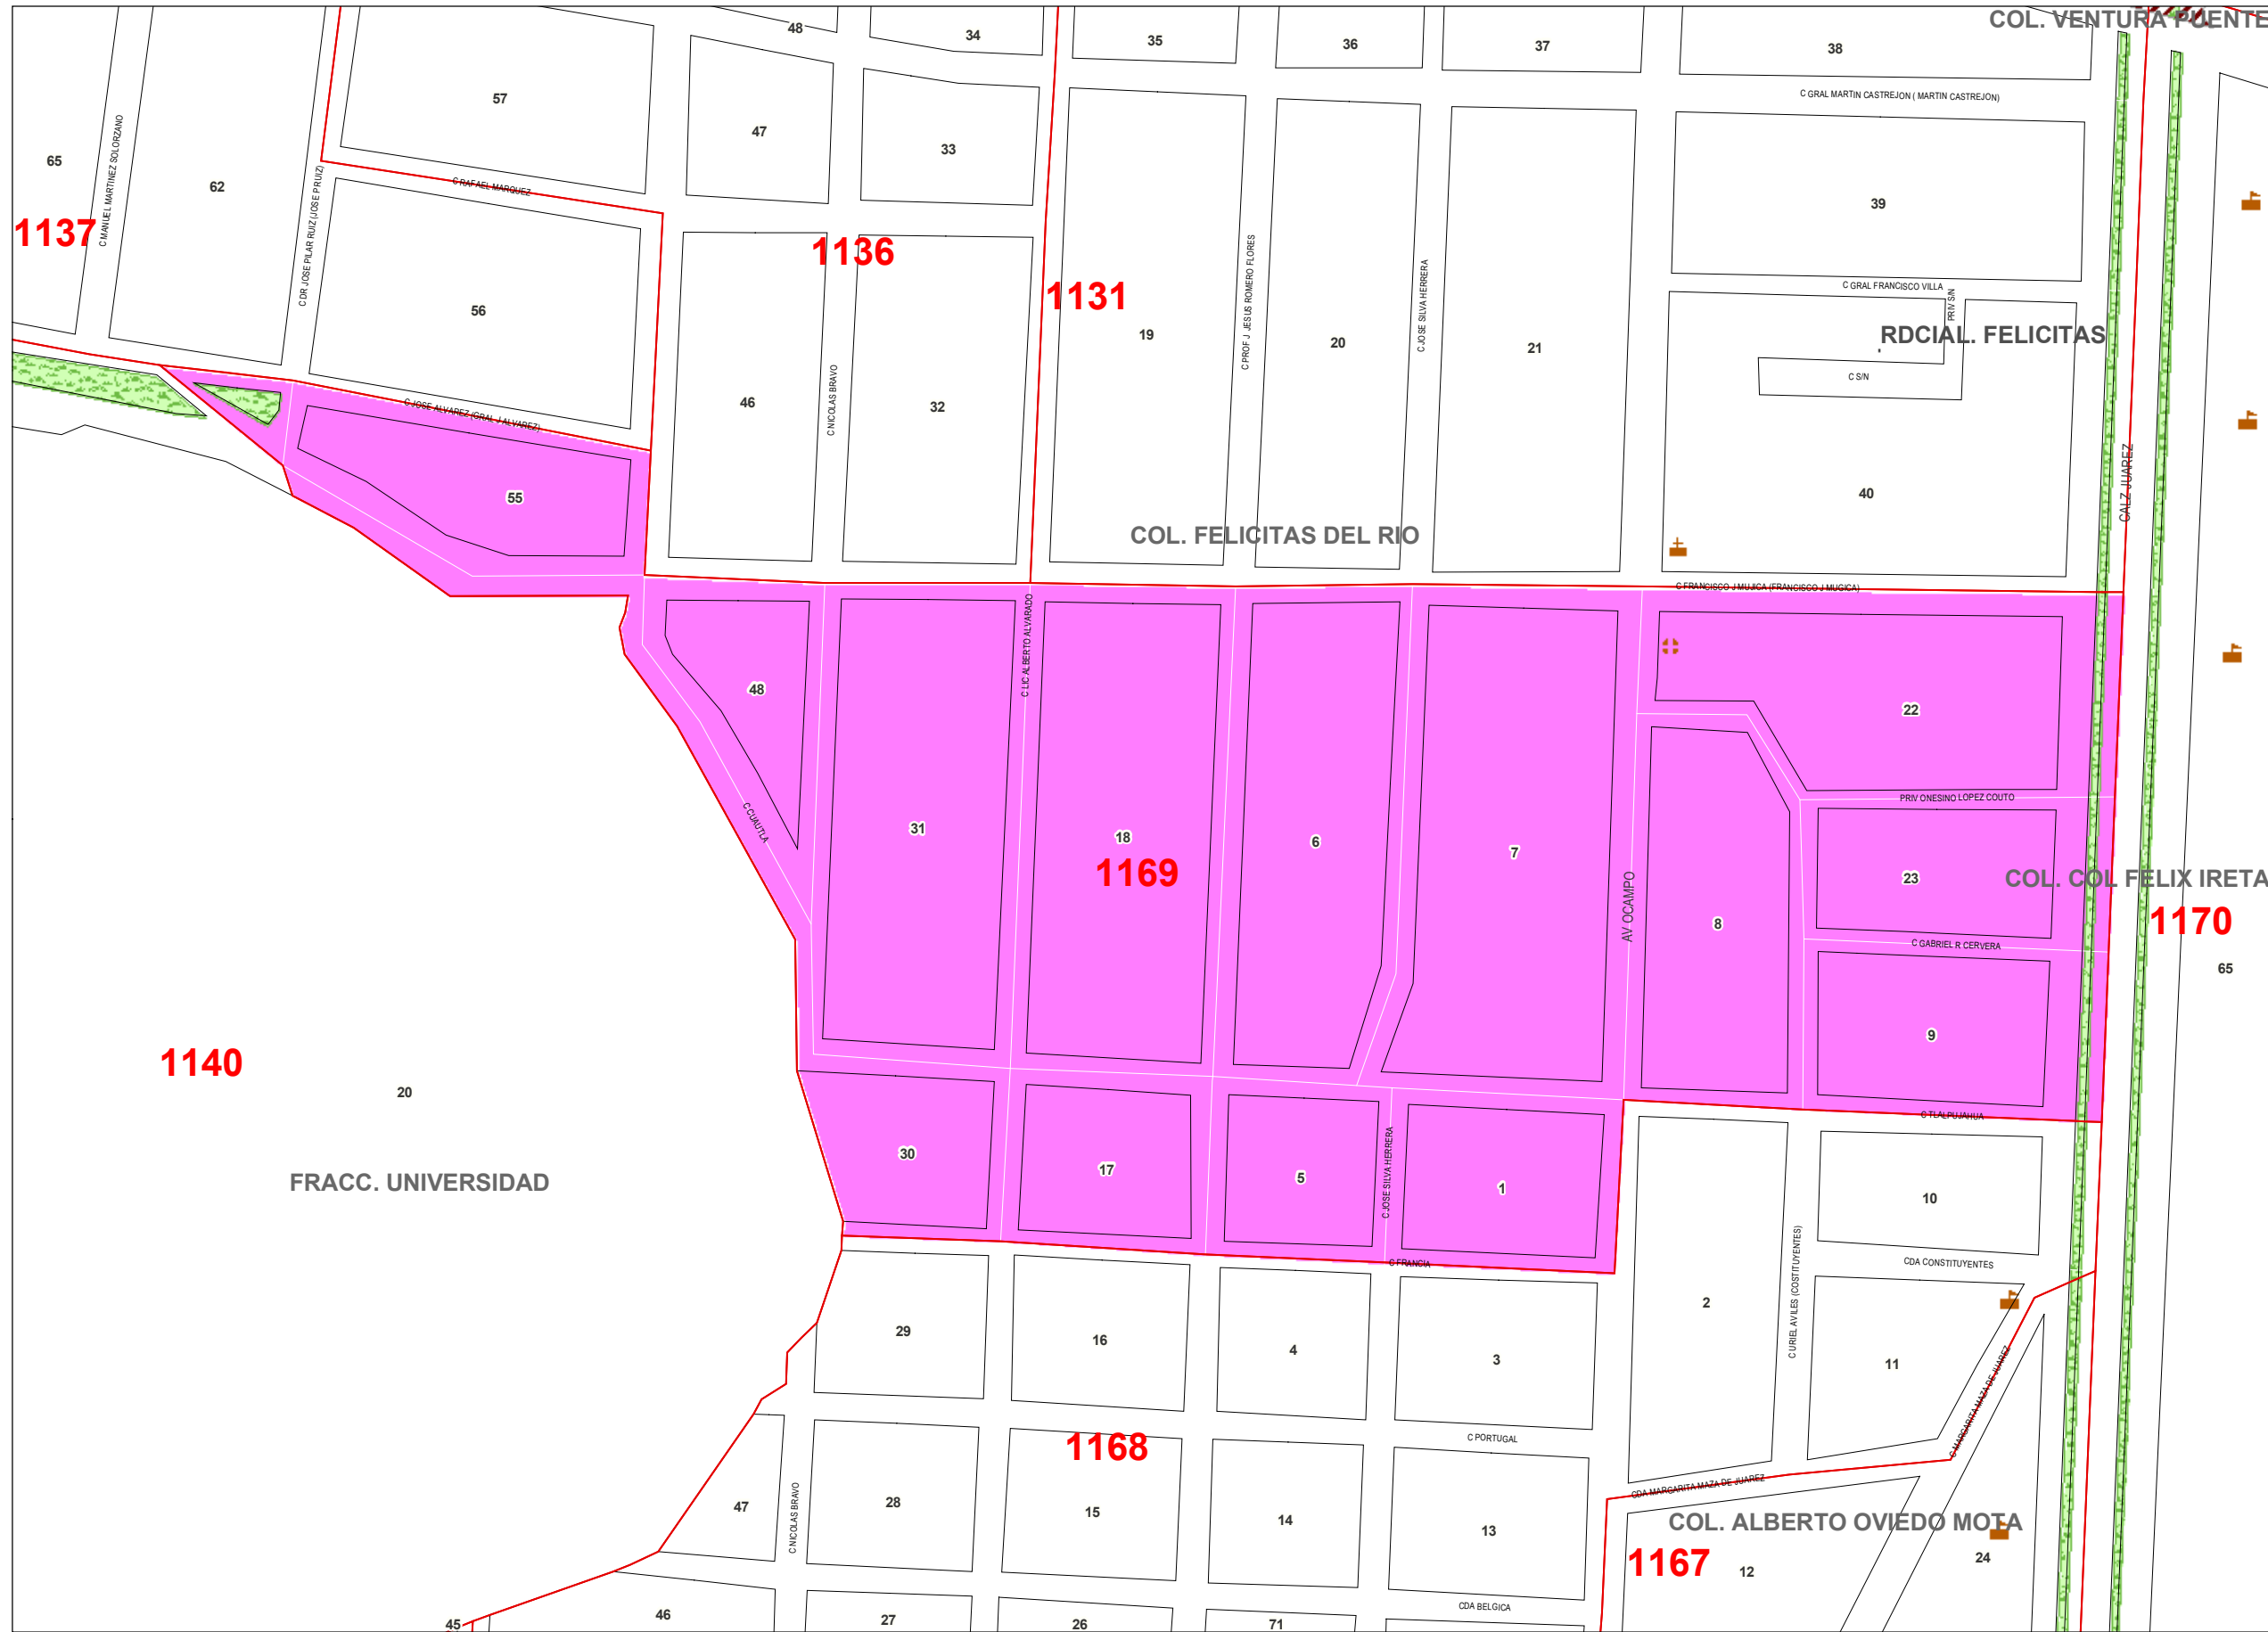 COL. VENTURA PUENTE
48
34
35
36
37
38
57
47
33
C GRAL MARTIN CASTREJON ( MARTIN CASTREJON)
65
C MANUEL MARTINEZ SOLORZANO
62
C DR JOSE PILAR RUIZ (JOSE P RUIZ)
C RAFAEL MARQUEZ
39
1137
1136
1131
C GRAL FRANCISCO VILLA
PRIV S/N
RDCIAL. FELICITAS
C S/N
56
46
C NICOLAS BRAVO
32
19
C PROF J JESUS ROMERO FLORES
20
C JOSE SILVA HERRERA
21
40
CALZ JUAREZ
C JOSE ALVAREZ (GRAL J ALVAREZ)
55
COL. FELICITAS DEL RIO
C FRANCISCO J MUJICA (FRANCISCO J MUGICA)
C LIC ALBERTO ALVARADO
48
22
C CUAUTLA
31
18
6
7
PRIV ONESINO LOPEZ COUTO
1169
AV OCAMPO
8
23
COL. COL FELIX IRETA
1170
C GABRIEL R CERVERA
65
9
1140
20
FRACC. UNIVERSIDAD
30
17
5
C JOSE SILVA HERRERA
1
C TLALPUJAHUA
10
C FRANCIA
C URIEL AVILES (COSTITUYENTES)
CDA CONSTITUYENTES
29
16
4
3
2
11
C MARGARITA MAZA DE JUAREZ
1168
C PORTUGAL
CDA MARGARITA MAZA DE JUAREZ
47
C NICOLAS BRAVO
28
15
14
13
COL. ALBERTO OVIEDO MOTA
1167
12
24
45
46
27
26
71
CDA BELGICA